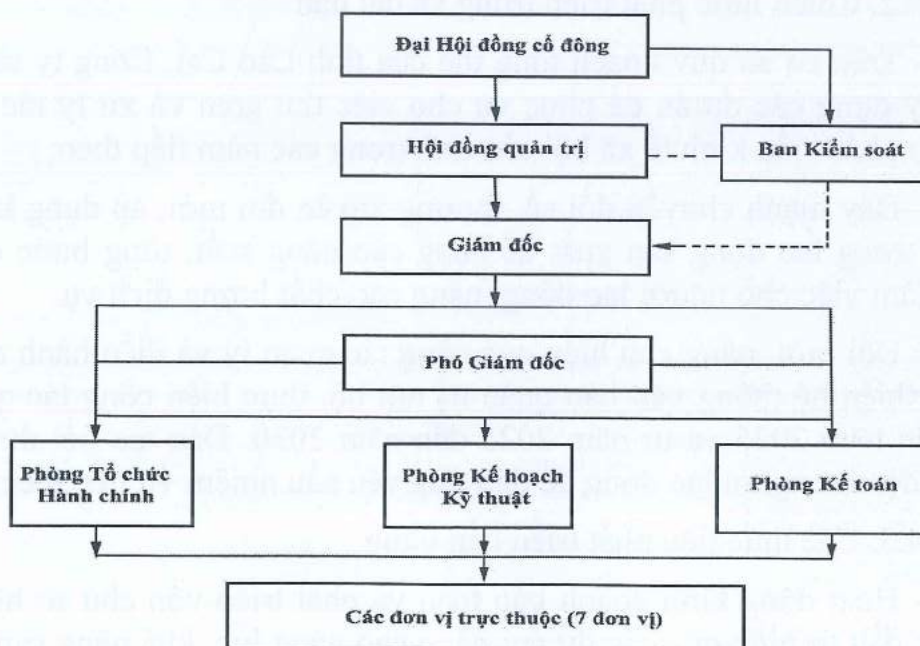 Đại Hội đồng cổ đông
Hội đồng quản trị
Ban Kiểm soát
Giám đốc
Phó Giám đốc
Phòng Tổ chức
Hành chính
Phòng Kế hoạch
Kỹ thuật
Phòng Kế toán
Các đơn vị trực thuộc (7 đơn vị)